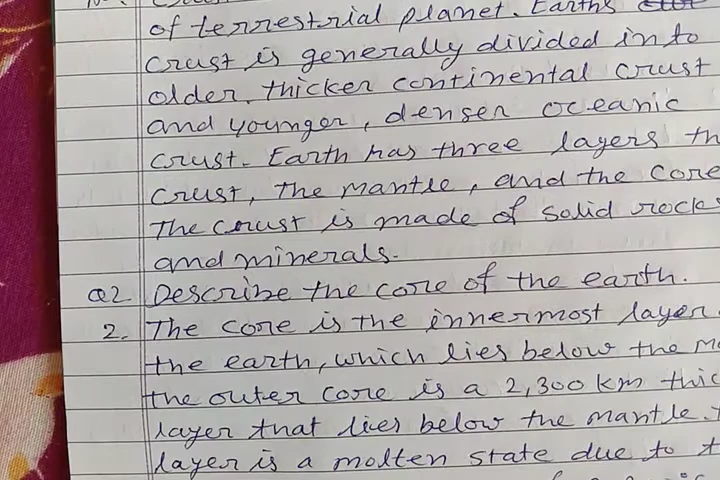 of terrestrial planet. Earths
crust is generally divided into
older, thicker continental crust
and younger, denser oceanic
crust. Earth has three layers
crust, the mantle, and the core
The crust is made of solid rocks
and minerals.
Q2 Describe the core of the earth.
2. The core is the innermost layer
the earth, which lies below the
the outer core is a 2,300 km
layer that lies below the mantle.
layer is a molten state due to